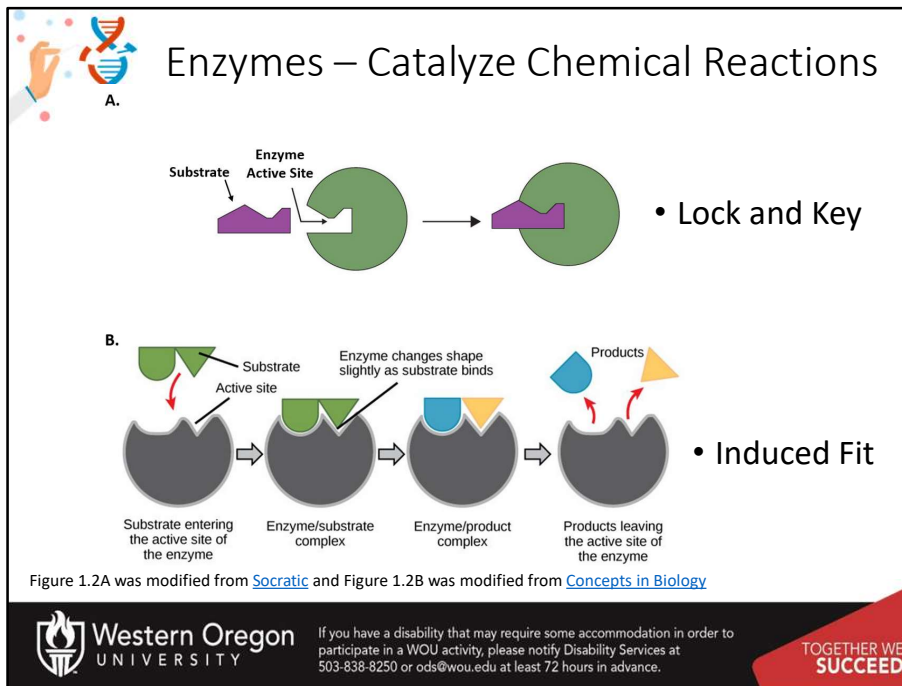 Enzymes – Catalyze Chemical Reactions
A.
Enzyme
Active Site
Substrate
• Lock and Key
B.
Substrate
Active site
Enzyme changes shape
slightly as substrate binds
Products
• Induced Fit
Substrate entering
the active site of
the enzyme
Enzyme/substrate
complex
Enzyme/product
complex
Products leaving
the active site of
the enzyme
Figure 1.2A was modified from Socratic and Figure 1.2B was modified from Concepts in Biology
Western Oregon
UNIVERSITY
If you have a disability that may require some accommodation in order to
participate in a WOU activity, please notify Disability Services at
503-838-8250 or ods@wou.edu at least 72 hours in advance.
TOGETHER WE
SUCCEED